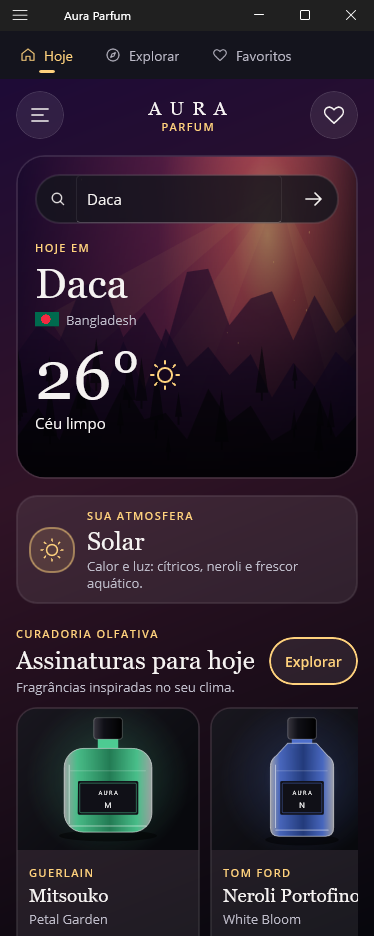 Aura Parfum
Hoje
Explorar
Favoritos
AURA
PARFUM
Daca
HOJE EM
Daca
Bangladesh
26°
Céu limpo
SUA ATMOSFERA
Solar
Calor e luz: cítricos, neroli e frescor
aquático.
CURADORIA OLFATIVA
Assinaturas para hoje
Explorar
Fragrâncias inspiradas no seu clima.
AURA
M
AURA
N
GUERLAIN
Mitsouko
Petal Garden
TOM FORD
Neroli Portofino
White Bloom